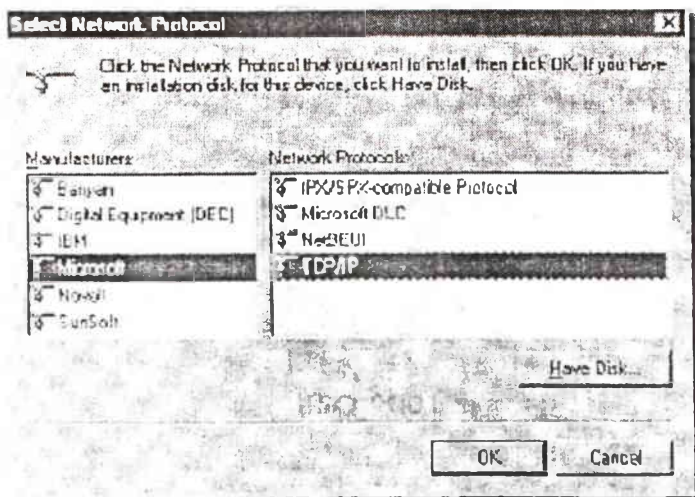 Select Network Protocol
Click the Network Protocol that you want to install, then click OK. If you have
an installation disk for this device, click Have Disk.
Manufacturers:
Network Protocols:
Banyan
Digital Equipment (DEC)
IBM
Microsoft
Novell
SunSoft
IPX/SPX-compatible Protocol
Microsoft DLC
NetBEUI
TCP/IP
Have Disk...
OK
Cancel